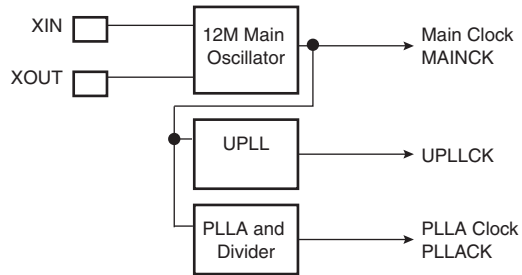 XIN
XOUT
12M Main
Oscillator
Main Clock
MAINCK
UPLL
UPLLCK
PLLA and
Divider
PLLA Clock
PLLACK